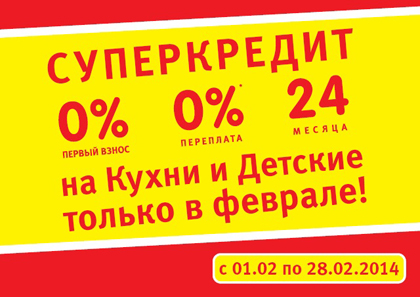 СУПЕРКРЕДИТ
0% 0%* 24
ПЕРВЫЙ ВЗНОС ПЕРЕПЛАТА МЕСЯЦА
на Кухни и Детские
только в феврале!
с 01.02 по 28.02.2014